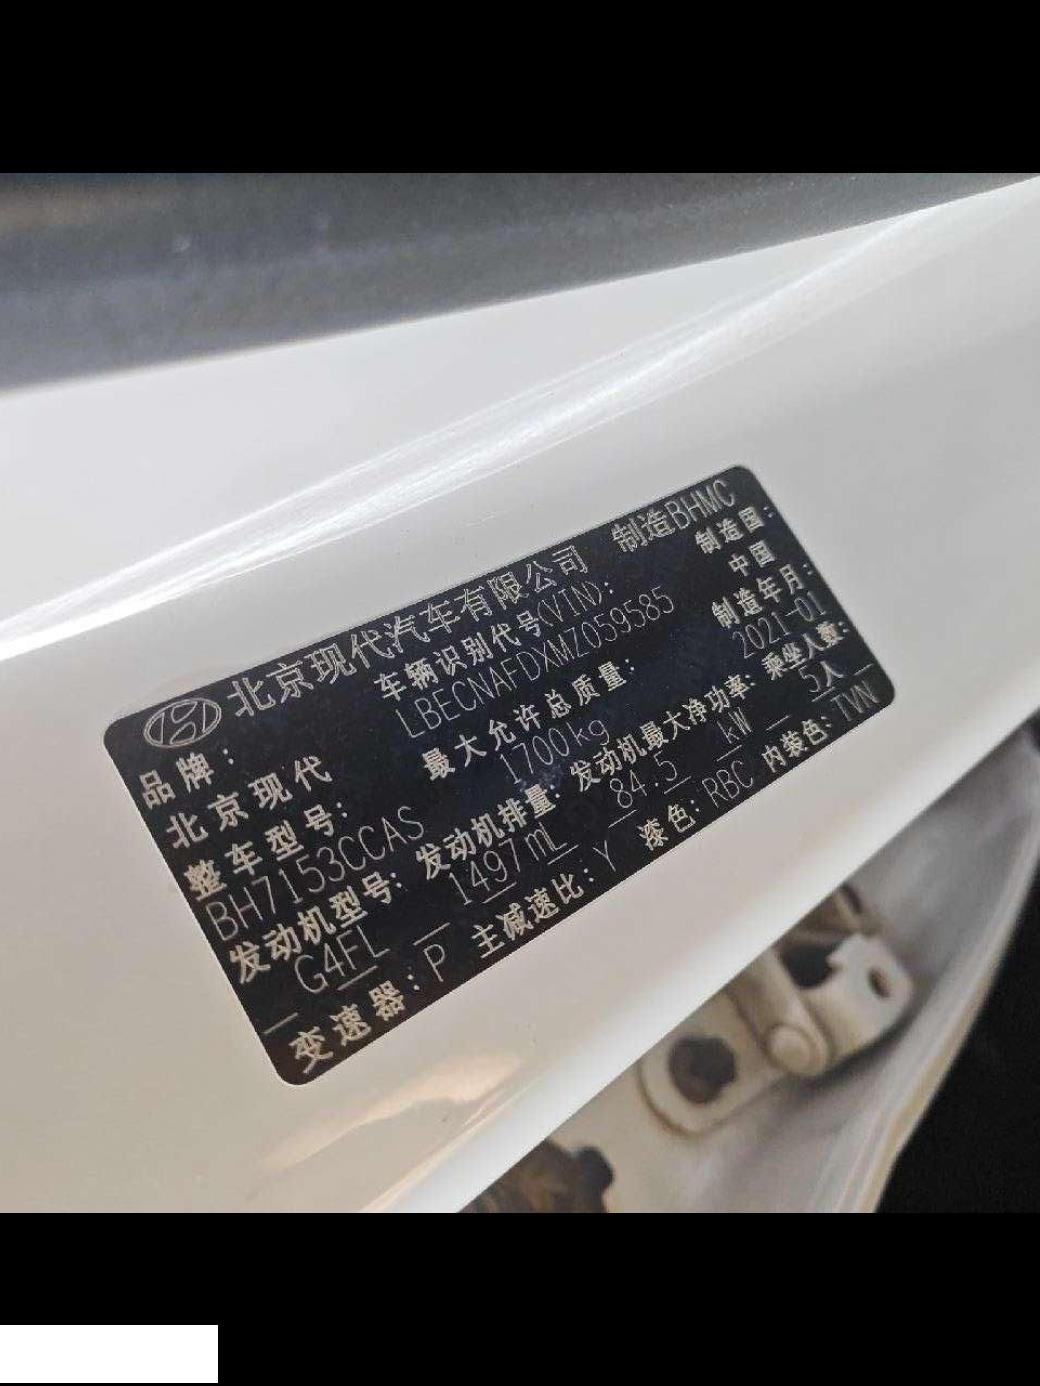 北京现代汽车有限公司 制造BHMC
品牌: 车辆识别代号(VIN): 制造国:
北京现代 LBECNAFDXMZ059585 中国
整车型号: 最大允许总质量: 制造年月:
BH7153CCAS 1700kg 2021-01
发动机型号: 发动机排量: 发动机最大净功率: 乘坐人数:
G4FL 1497mL 84.5 kW 5人
变速器: P 主减速比: Y 漆色: RBC 内装色: TVN